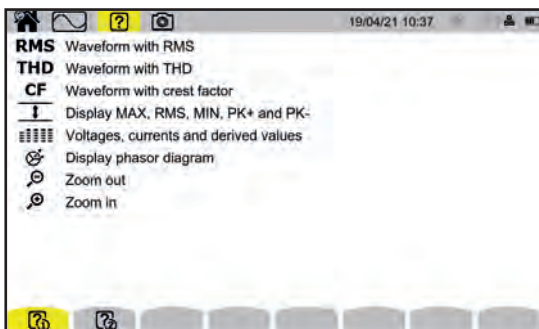 19/04/21 10:37
RMS Waveform with RMS
THD Waveform with THD
CF Waveform with crest factor
Display MAX, RMS, MIN, PK+ and PK-
Voltages, currents and derived values
Display phasor diagram
Zoom out
Zoom in